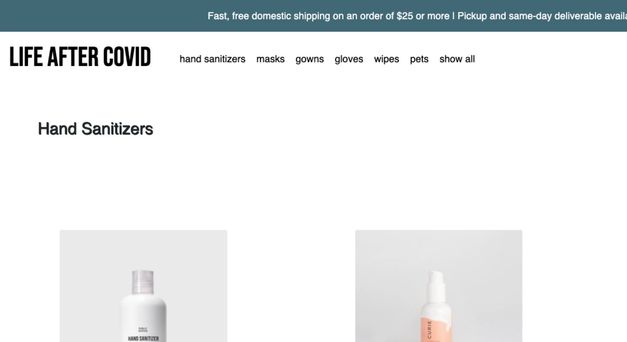 Fast, free domestic shipping on an order of $25 or more | Pickup and same-day deliverable
LIFE AFTER COVID
hand sanitizers masks gowns gloves wipes pets show all
Hand Sanitizers
HAND SANITIZER
CURIE